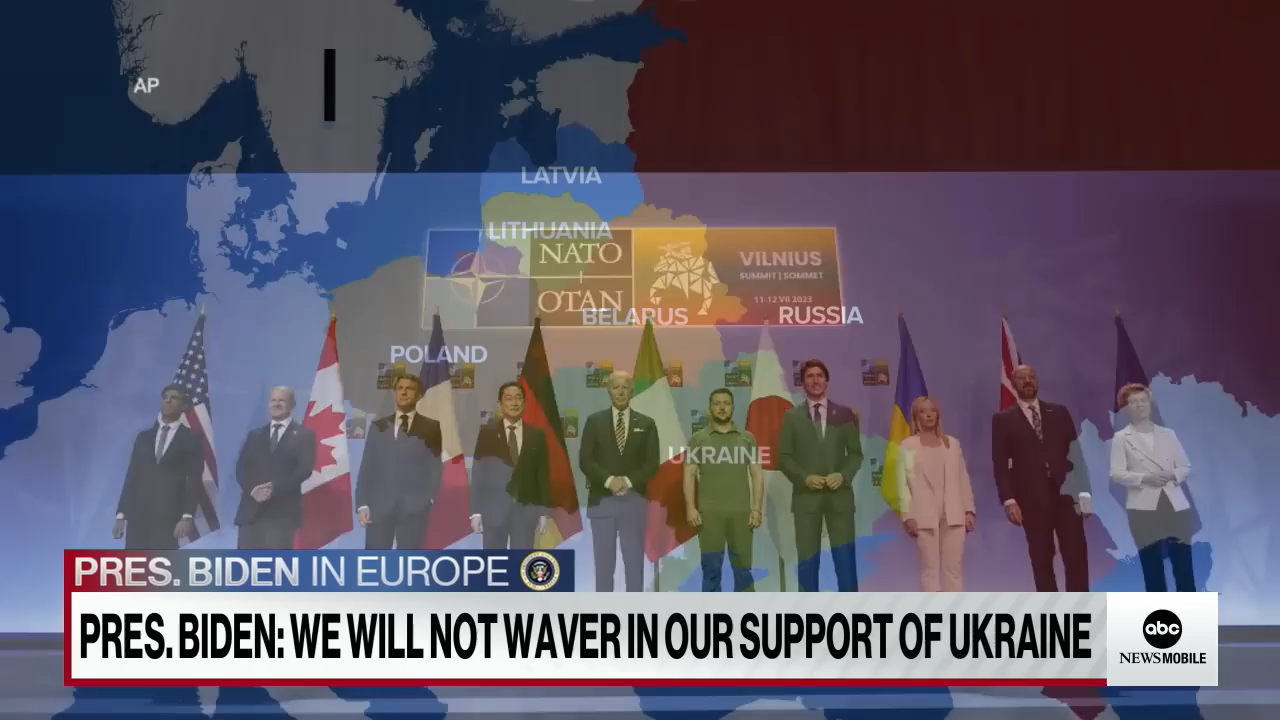 AP
LATVIA
LITHUANIA
NATO
OTAN
VILNIUS
SUMMIT | SOMMET
11-12 VII 2023
BELARUS
RUSSIA
POLAND
UKRAINE
PRES. BIDEN IN EUROPE
PRES. BIDEN: WE WILL NOT WAVER IN OUR SUPPORT OF UKRAINE
abc
NEWS MOBILE